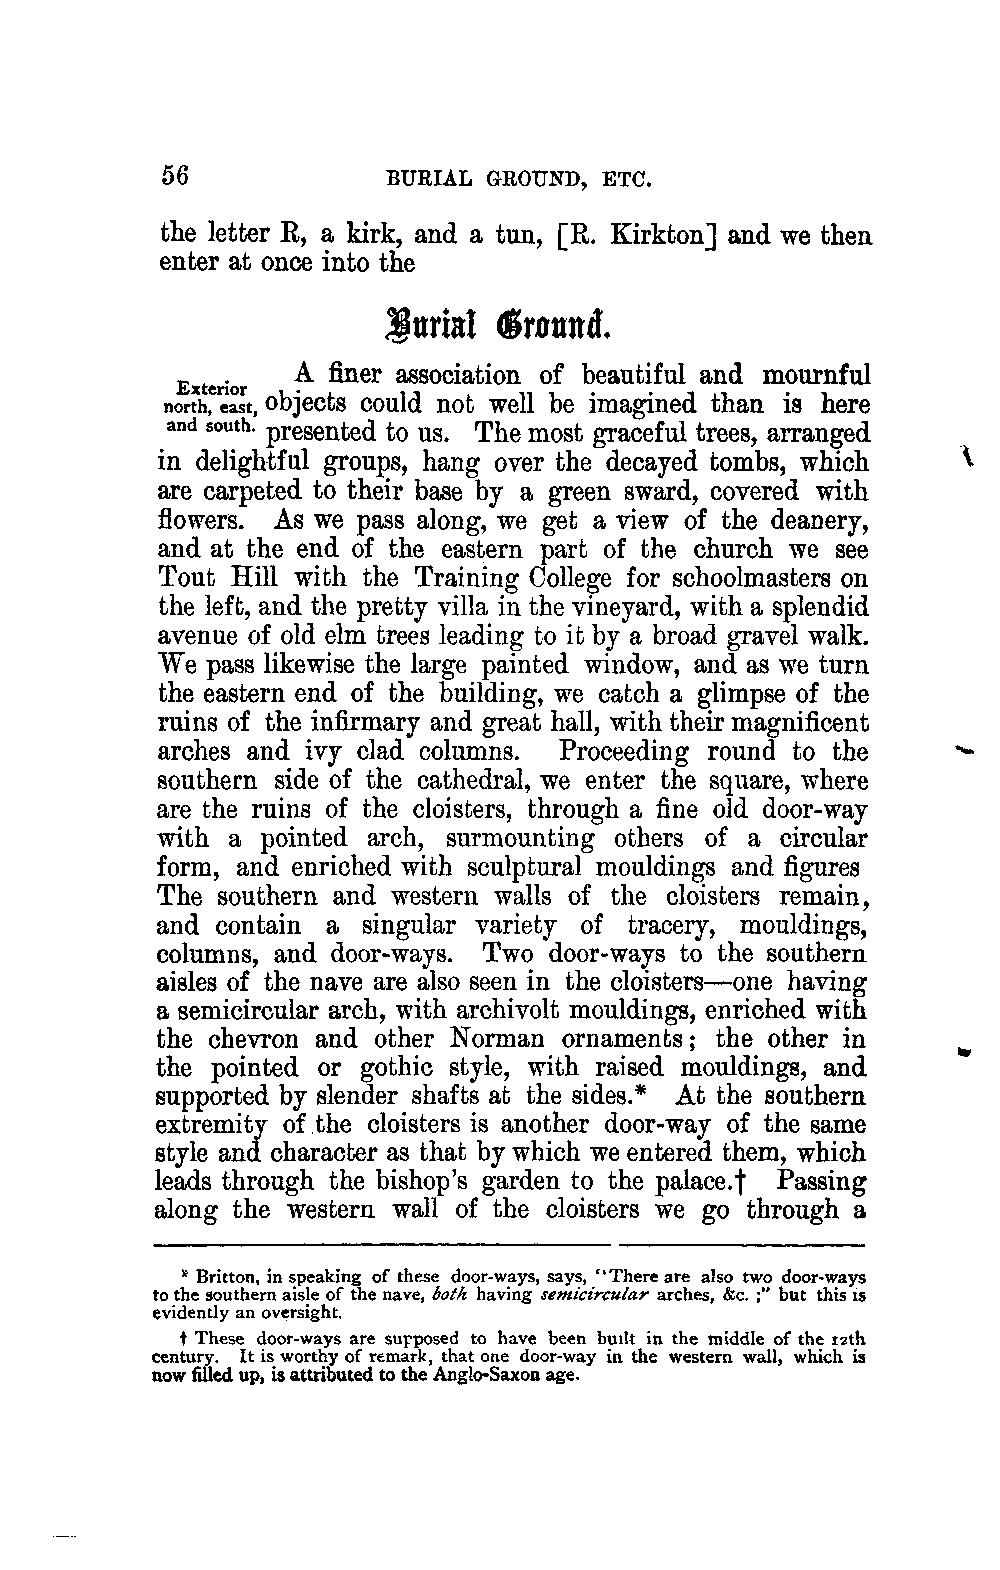 56 BURIAL GROUND, ETC.
the letter R, a kirk, and a tun, [R. Kirkton] and we then
enter at once into the
Burial Ground.
Exterior
north, east,
and south.
A finer association of beautiful and mournful
objects could not well be imagined than is here
presented to us. The most graceful trees, arranged
in delightful groups, hang over the decayed tombs, which
are carpeted to their base by a green sward, covered with
flowers. As we pass along, we get a view of the deanery,
and at the end of the eastern part of the church we see
Tout Hill with the Training College for schoolmasters on
the left, and the pretty villa in the vineyard, with a splendid
avenue of old elm trees leading to it by a broad gravel walk.
We pass likewise the large painted window, and as we turn
the eastern end of the building, we catch a glimpse of the
ruins of the infirmary and great hall, with their magnificent
arches and ivy clad columns. Proceeding round to the
southern side of the cathedral, we enter the square, where
are the ruins of the cloisters, through a fine old door-way
with a pointed arch, surmounting others of a circular
form, and enriched with sculptural mouldings and figures
The southern and western walls of the cloisters remain,
and contain a singular variety of tracery, mouldings,
columns, and door-ways. Two door-ways to the southern
aisles of the nave are also seen in the cloisters—one having
a semicircular arch, with archivolt mouldings, enriched with
the chevron and other Norman ornaments; the other in
the pointed or gothic style, with raised mouldings, and
supported by slender shafts at the sides.* At the southern
extremity of the cloisters is another door-way of the same
style and character as that by which we entered them, which
leads through the bishop's garden to the palace.† Passing
along the western wall of the cloisters we go through a
* Britton, in speaking of these door-ways, says, "There are also two door-ways
to the southern aisle of the nave, both having semicircular arches, &c. ;" but this is
evidently an oversight.
† These door-ways are supposed to have been built in the middle of the 12th
century. It is worthy of remark, that one door-way in the western wall, which is
now filled up, is attributed to the Anglo-Saxon age.